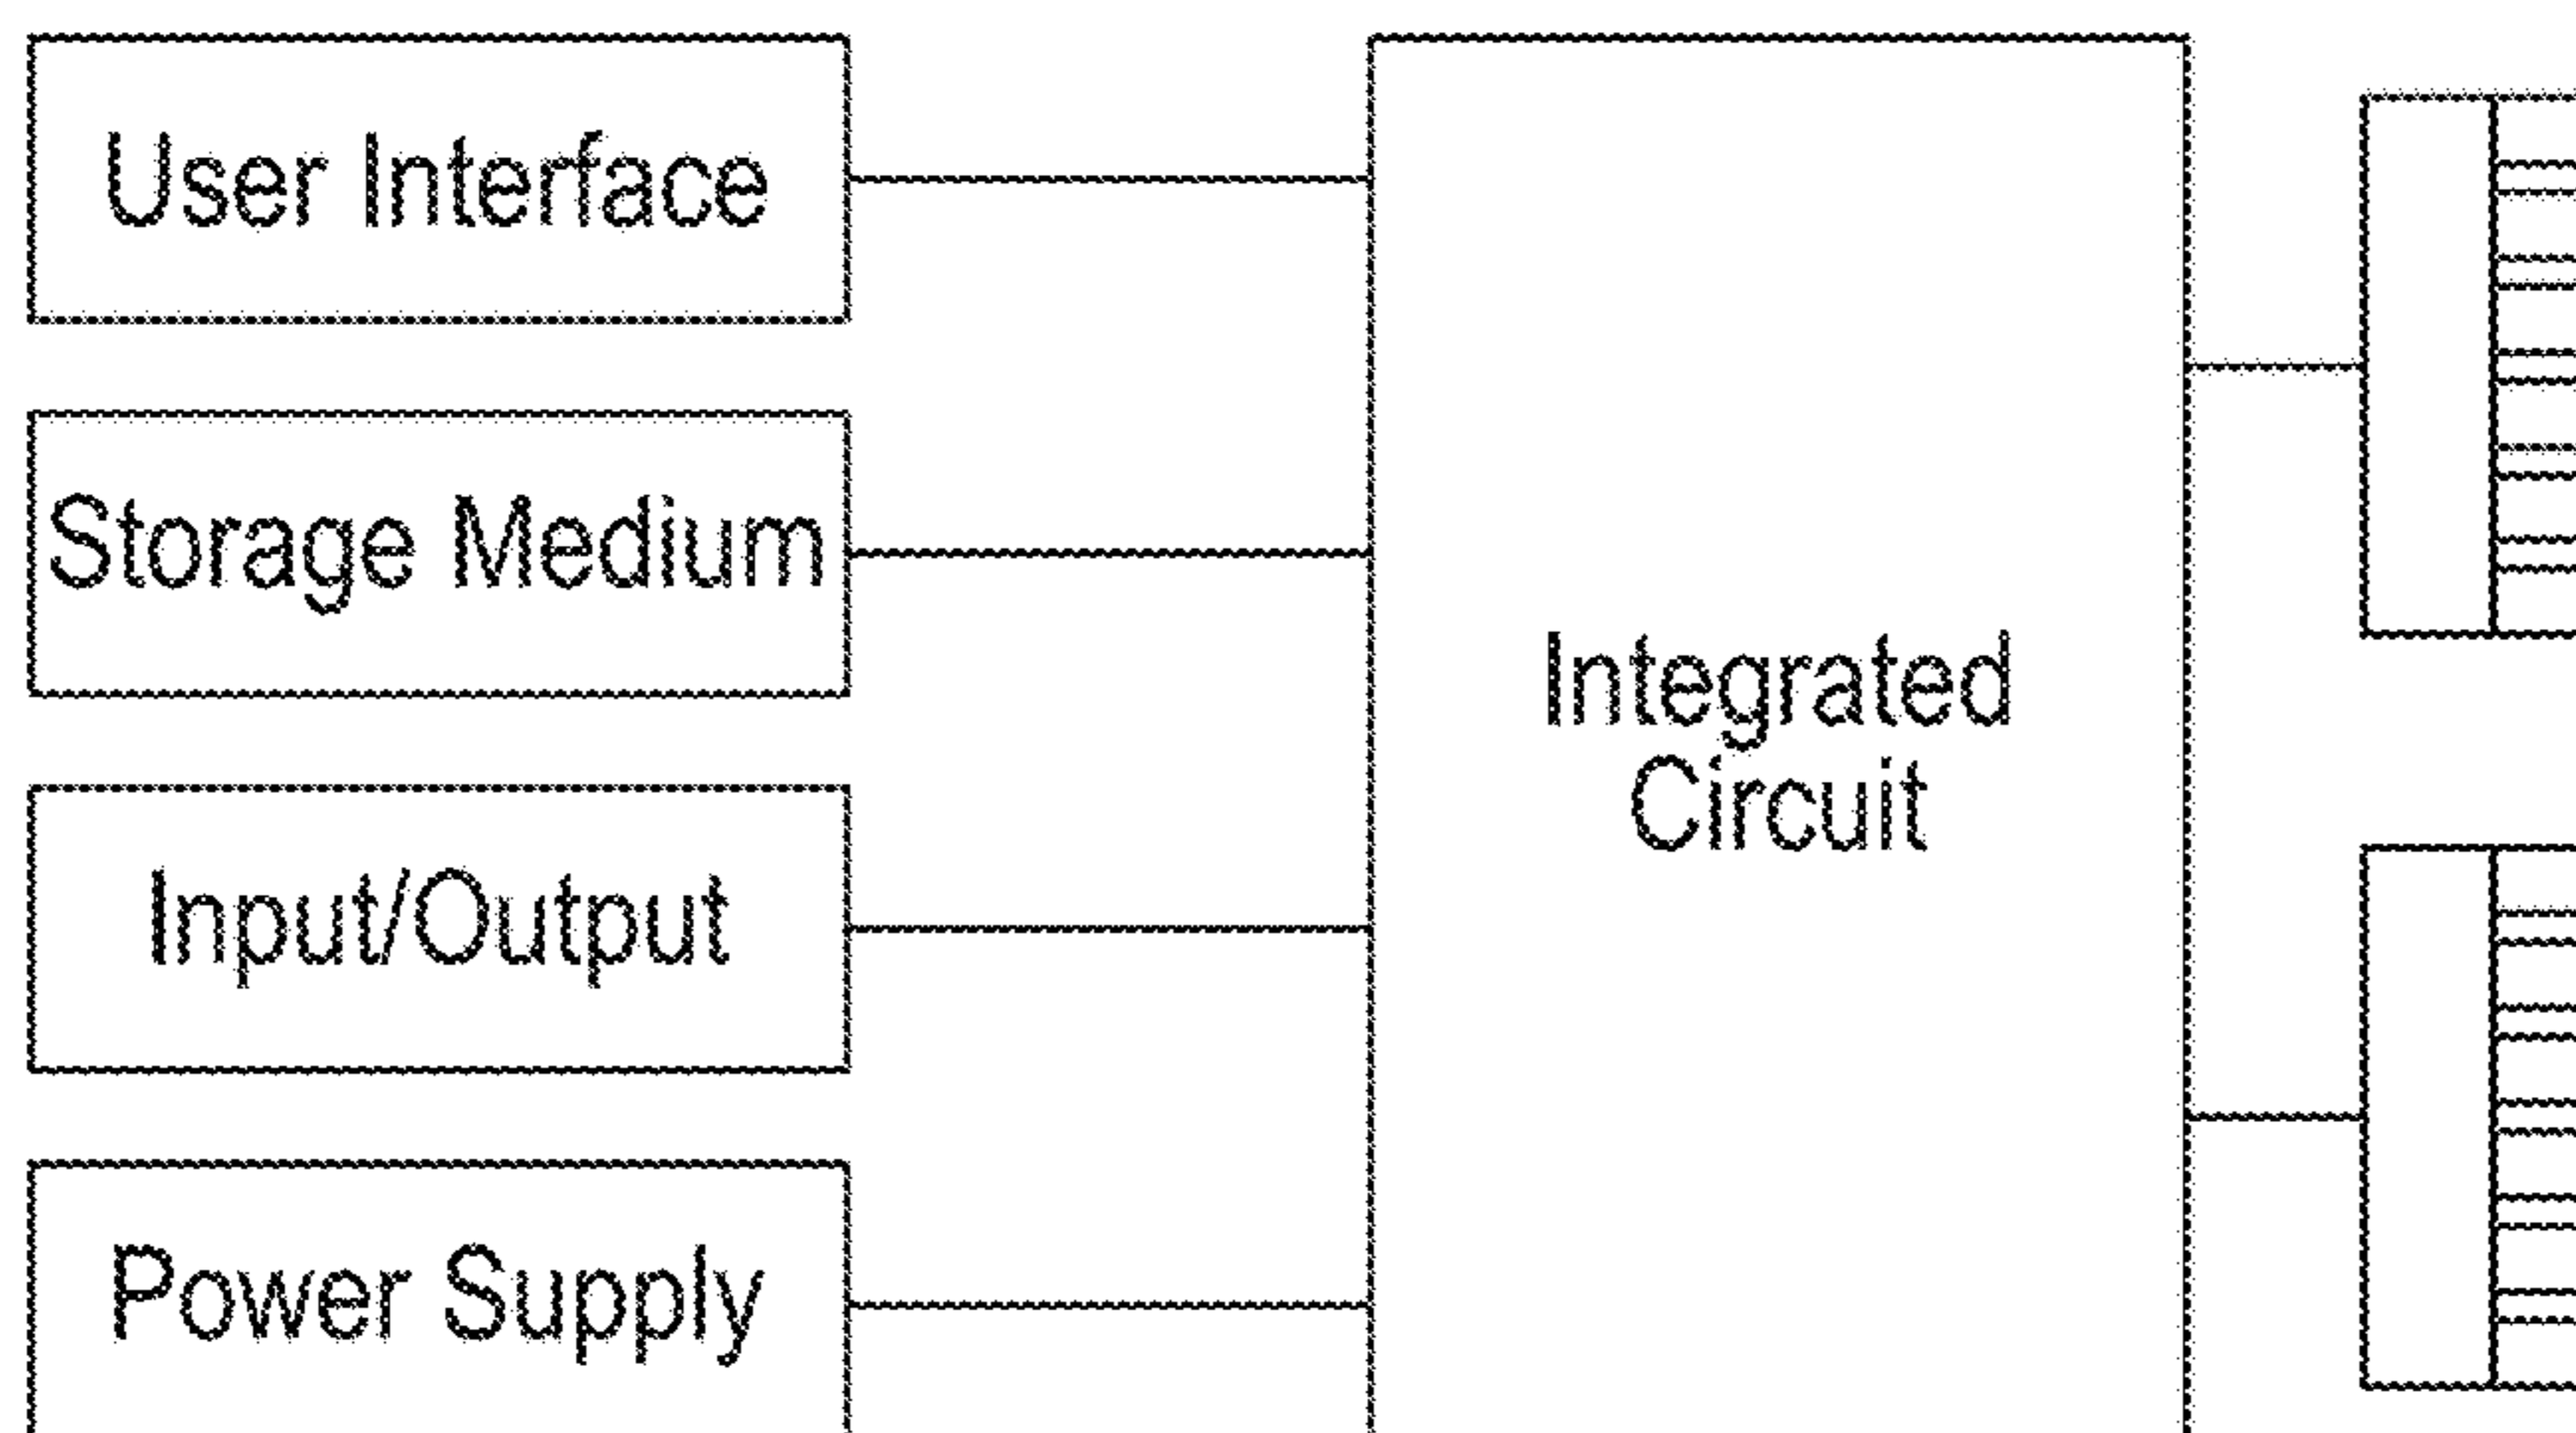 User Interface
Storage Medium
Input/Output
Power Supply
Integrated
Circuit